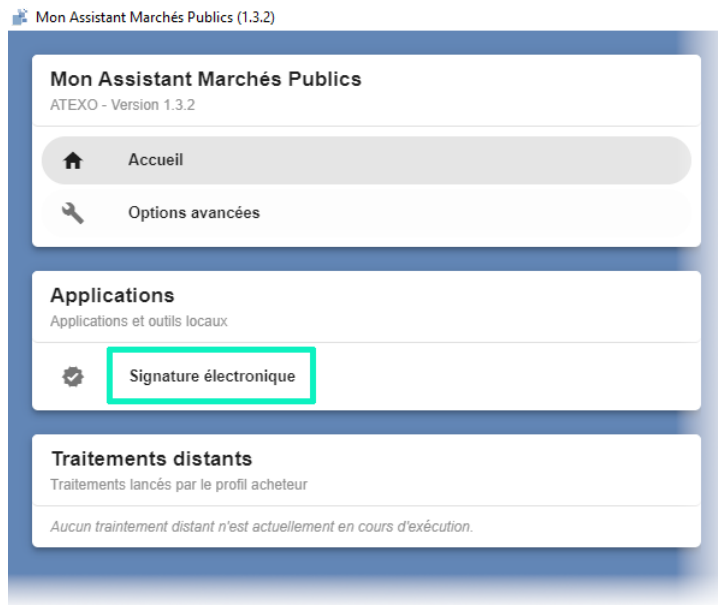 Mon Assistant Marchés Publics (1.3.2)
Mon Assistant Marchés Publics
ATEXO - Version 1.3.2
Accueil
Options avancées
Applications
Applications et outils locaux
Signature électronique
Traitements distants
Traitements lancés par le profil acheteur
Aucun traintement distant n'est actuellement en cours d'exécution.